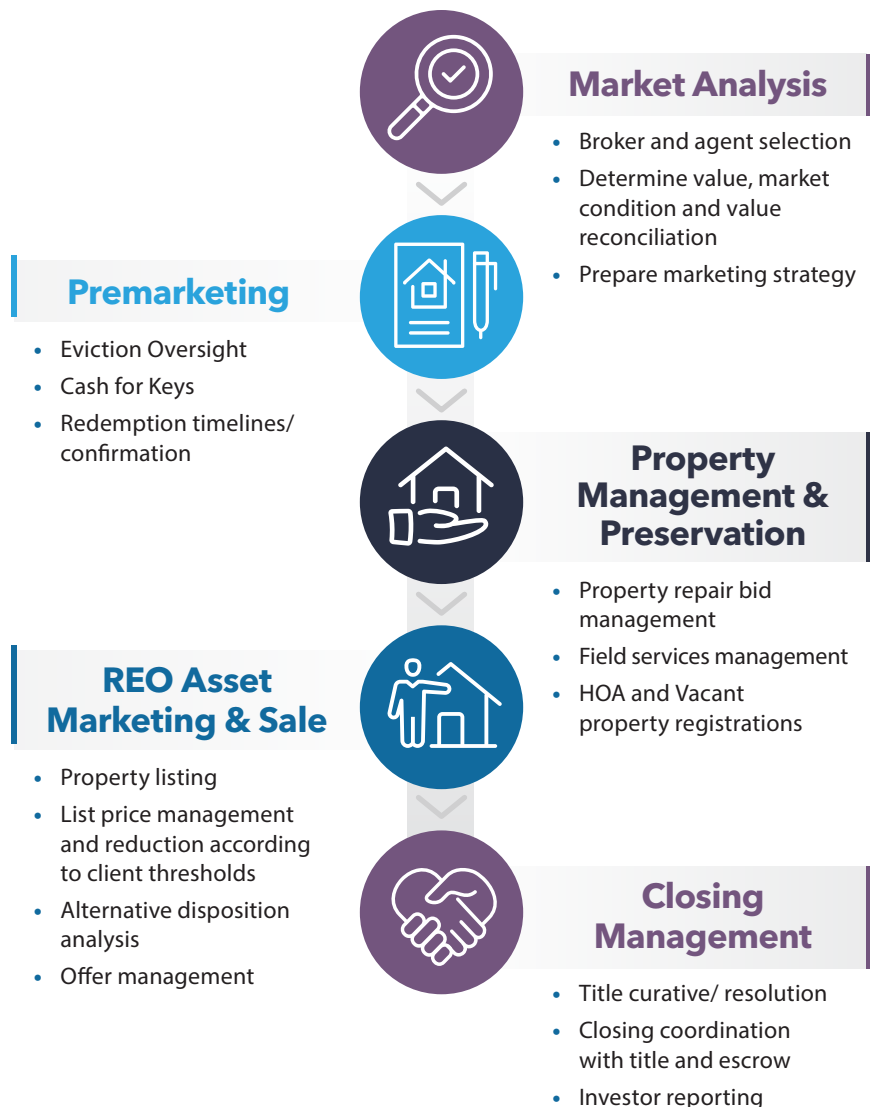 Market Analysis
• Broker and agent selection
• Determine value, market
condition and value
reconciliation
• Prepare marketing strategy
Premarketing
• Eviction Oversight
• Cash for Keys
• Redemption timelines/
confirmation
Property
Management &
Preservation
• Property repair bid
management
• Field services management
• HOA and Vacant
property registrations
REO Asset
Marketing & Sale
• Property listing
• List price management
and reduction according
to client thresholds
• Alternative disposition
analysis
• Offer management
Closing
Management
• Title curative/ resolution
• Closing coordination
with title and escrow
• Investor reporting